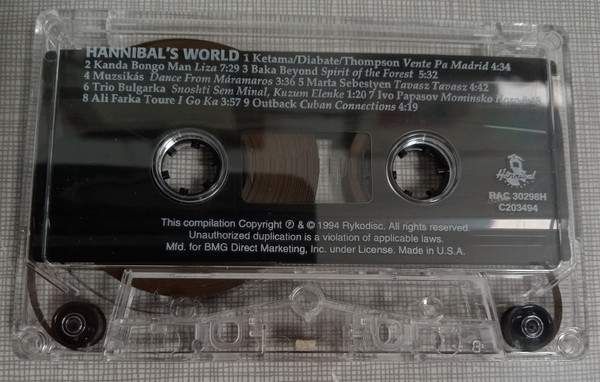 HANNIBAL'S WORLD 1 Ketama/Diabate/Thompson Vente Pa Madrid 4:34
2 Kanda Bongo Man Liza 7:29 3 Baka Beyond Spirit of the Forest 5:32
4 Muzsikás Dance From Máramaros 3:36 5 Marta Sebestyen Tavasz Tavasz 4:42
6 Trio Bulgarka Snoshti Sem Minal, Kuzum Elenke 1:20 7 Ivo Papasov Mominsko Horo
8 Ali Farka Toure I Go Ka 3:57 9 Outback Cuban Connections 4:19
Hannibal
RAC 30298H
C203494
This compilation Copyright ℗ & © 1994 Rykodisc. All rights reserved.
Unauthorized duplication is a violation of applicable laws.
Mfd. for BMG Direct Marketing, Inc. under License. Made in U.S.A.